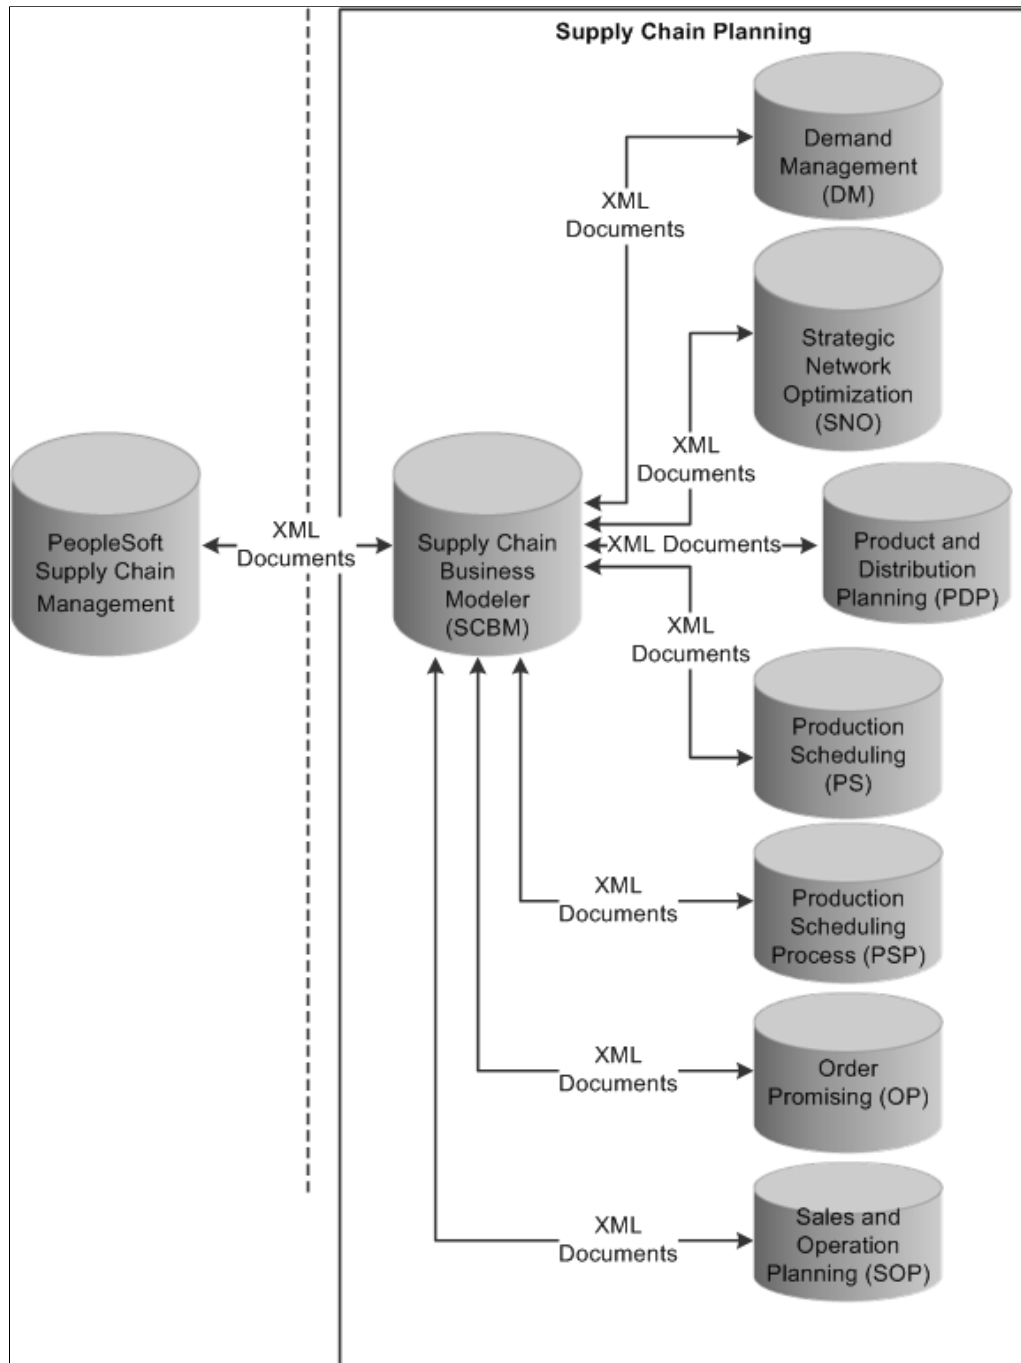 Supply Chain Planning
Demand
Management
(DM)
XML
Documents
Strategic
Network
Optimization
(SNO)
XML
Documents
PeopleSoft
Supply Chain
Management
XML
Documents
Supply Chain
Business
Modeler
(SCBM)
XML Documents
Product and
Distribution
Planning (PDP)
XML
Documents
Production
Scheduling
(PS)
XML
Documents
Production
Scheduling
Process (PSP)
XML
Documents
Order
Promising (OP)
XML
Documents
Sales and
Operation
Planning (SOP)